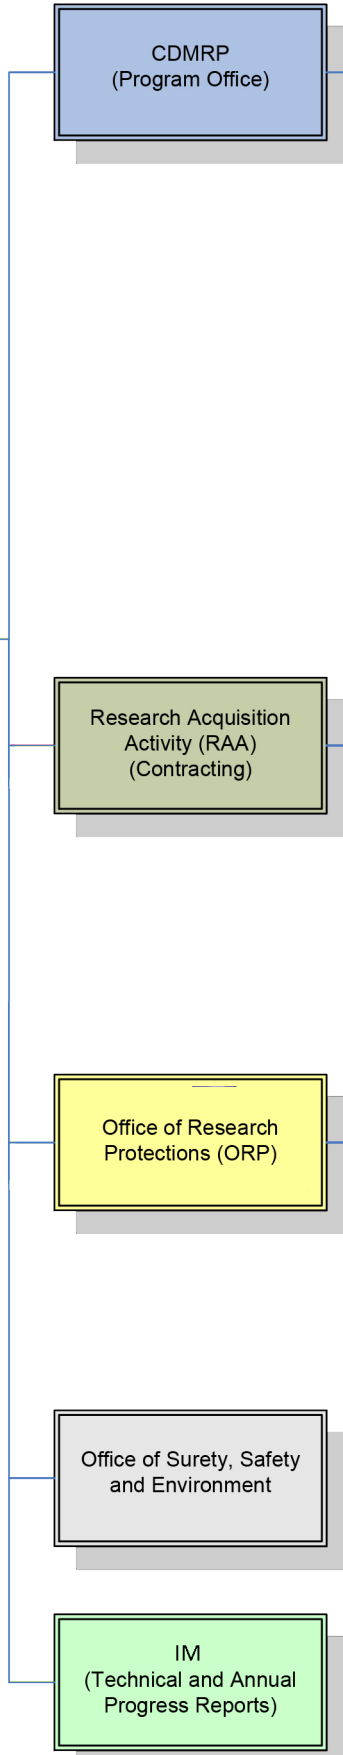 CDMRP
(Program Office)
Research Acquisition
Activity (RAA)
(Contracting)
Office of Research
Protections (ORP)
Office of Surety, Safety
and Environment
IM
(Technical and Annual
Progress Reports)